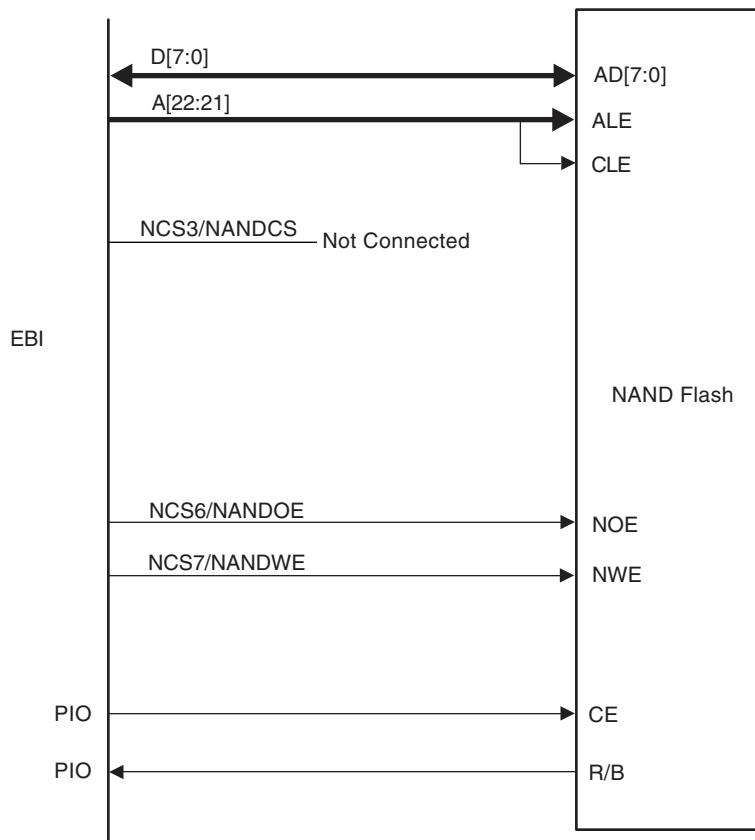 D[7:0]
AD[7:0]
A[22:21]
ALE
CLE
NCS3/NANDCS
Not Connected
EBI
NAND Flash
NCS6/NANDOE
NOE
NCS7/NANDWE
NWE
PIO
CE
PIO
R/B